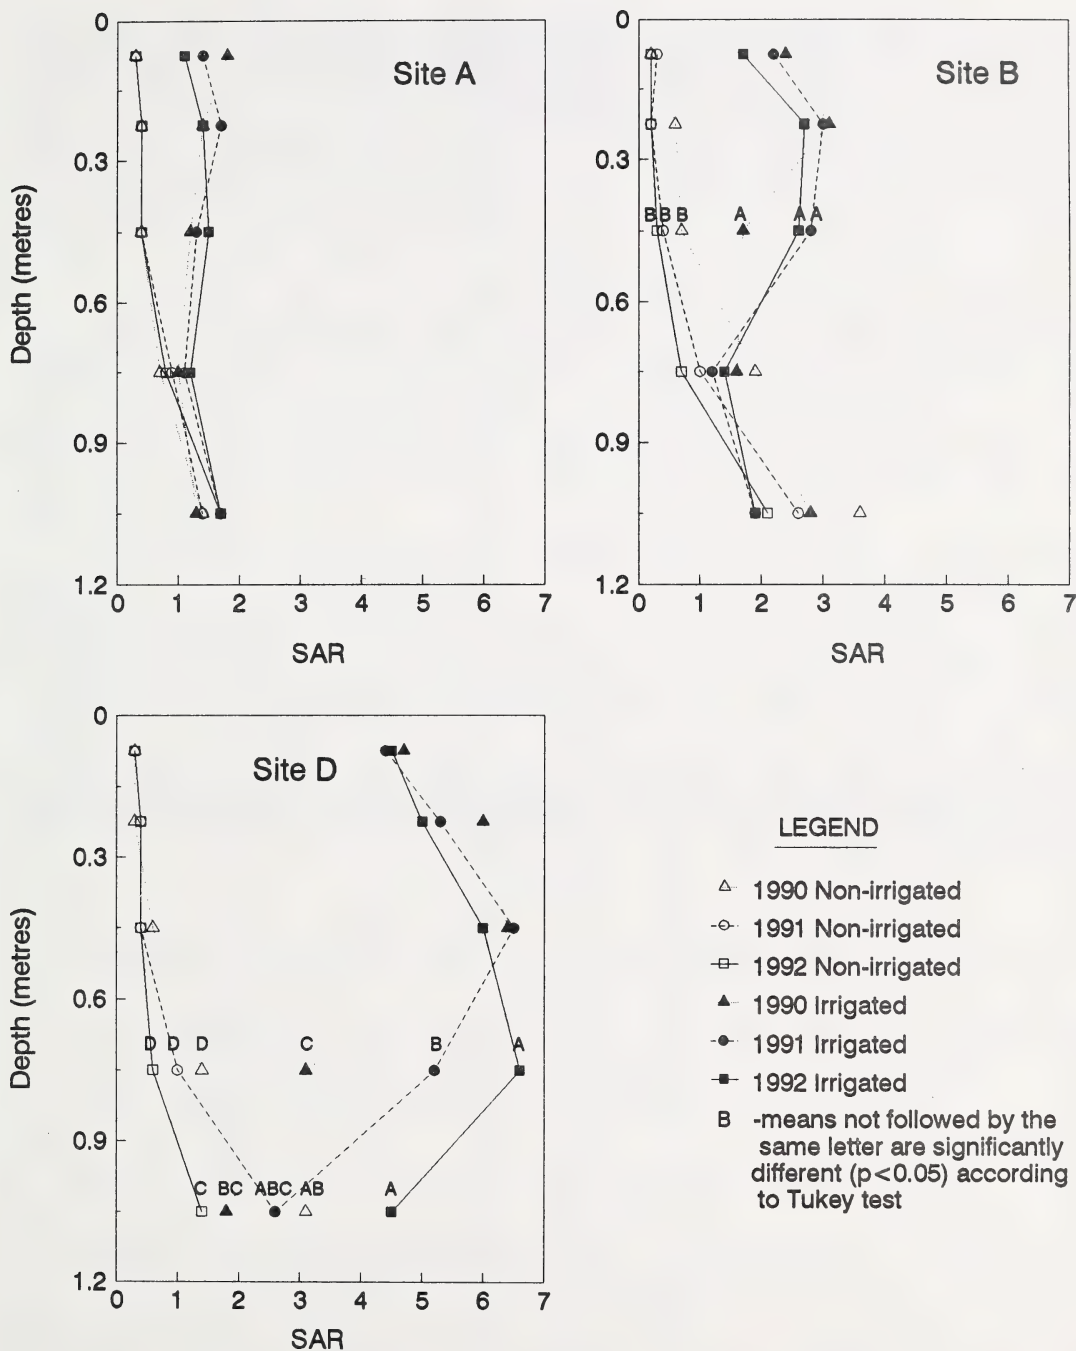 Site A
Depth (metres)
0
0.3
0.6
0.9
1.2
0 1 2 3 4 5 6 7
SAR
Site B
0
0.3
B B B A A A
0.6
0.9
1.2
0 1 2 3 4 5 6 7
SAR
Site D
Depth (metres)
0
0.3
0.6
D D D C B A
0.9
C BC ABC AB A
1.2
0 1 2 3 4 5 6 7
SAR
LEGEND
1990 Non-irrigated
1991 Non-irrigated
1992 Non-irrigated
1990 Irrigated
1991 Irrigated
1992 Irrigated
B -means not followed by the
same letter are significantly
different (p<0.05) according
to Tukey test